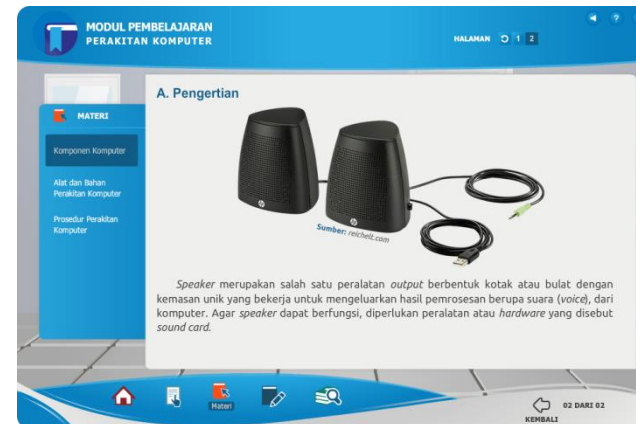 MODUL PEMBELAJARAN
PERAKITAN KOMPUTER
HALAMAN 1 2
?
MATERI
Komponen Komputer
Alat dan Bahan
Perakitan Komputer
Prosedur Perakitan
Komputer
A. Pengertian
hp
hp
Sumber: reichelt.com
Speaker merupakan salah satu peralatan output berbentuk kotak atau bulat dengan
kemasan unik yang bekerja untuk mengeluarkan hasil pemrosesan berupa suara (voice), dari
komputer. Agar speaker dapat berfungsi, diperlukan peralatan atau hardware yang disebut
sound card.
Materi
02 DARI 02
KEMBALI